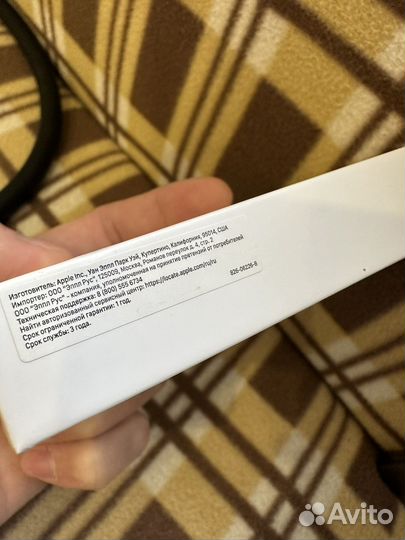 Изготовитель: Apple Inc., Уан Эппл Парк Уэй, Купертино, Калифорния, 95014, США
Импортер: ООО "Эппл Рус", 125009, Москва, Романов переулок д. 4, стр. 2
ООО "Эппл Рус" - компания, уполномоченная на принятие претензий от потребителей
Техническая поддержка: 8 (800) 555 6734
Найти авторизованный сервисный центр: https://locate.apple.com/ru/ru
Срок ограниченной гарантии: 1 год.
Срок службы: 3 года.
826-06235-B
Avito